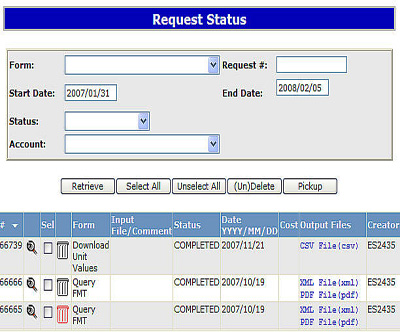 Request Status
Form: Request #:
Start Date: 2007/01/31 End Date: 2008/02/05
Status:
Account:
Retrieve Select All Unselect All (Un)Delete Pickup
# Sel Form Input File/Comment Status Date YYYY/MM/DD Cost Output Files Creator
66739 Download Unit Values COMPLETED 2007/11/21 CSV File(csv) ES2435
66666 Query FMT COMPLETED 2007/10/19 XML File(xml) ES2435
PDF File(pdf)
66665 Query FMT COMPLETED 2007/10/19 XML File(xml) ES2435
PDF File(pdf)